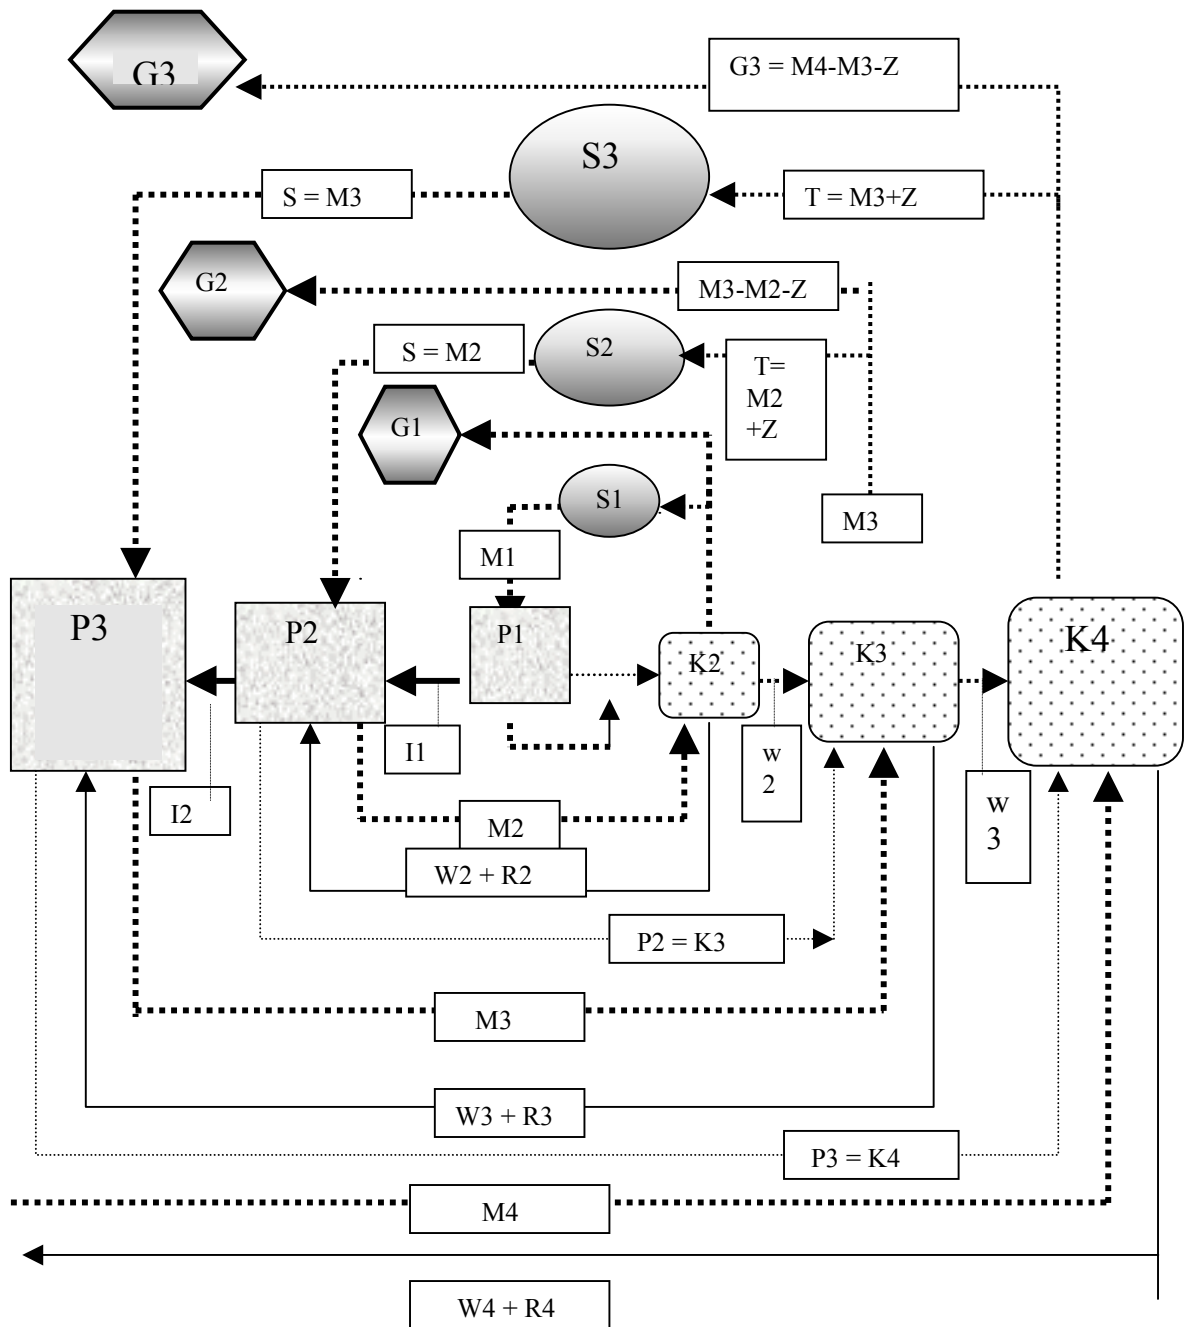 G3
G3 = M4-M3-Z
S3
S = M3
T = M3+Z
G2
M3-M2-Z
S = M2
S2
T=
M2
+Z
G1
S1
M3
M1
P3
P2
P1
K2
K3
K4
I1
w
2
w
3
I2
M2
W2 + R2
P2 = K3
M3
W3 + R3
P3 = K4
M4
W4 + R4